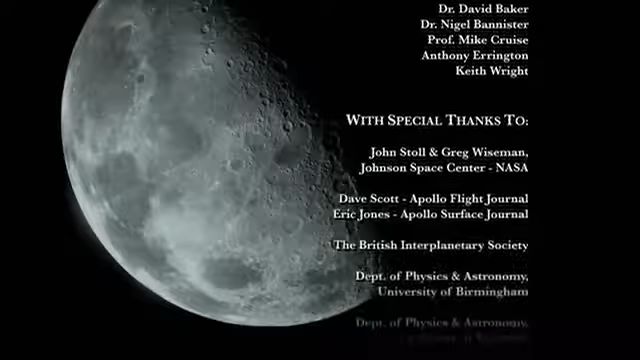 Dr. David Baker
Dr. Nigel Bannister
Prof. Mike Cruise
Anthony Errington
Keith Wright
WITH SPECIAL THANKS TO:
John Stoll & Greg Wiseman,
Johnson Space Center - NASA
Dave Scott - Apollo Flight Journal
Eric Jones - Apollo Surface Journal
The British Interplanetary Society
Dept. of Physics & Astronomy,
University of Birmingham
Dept. of Physics & Astronomy,